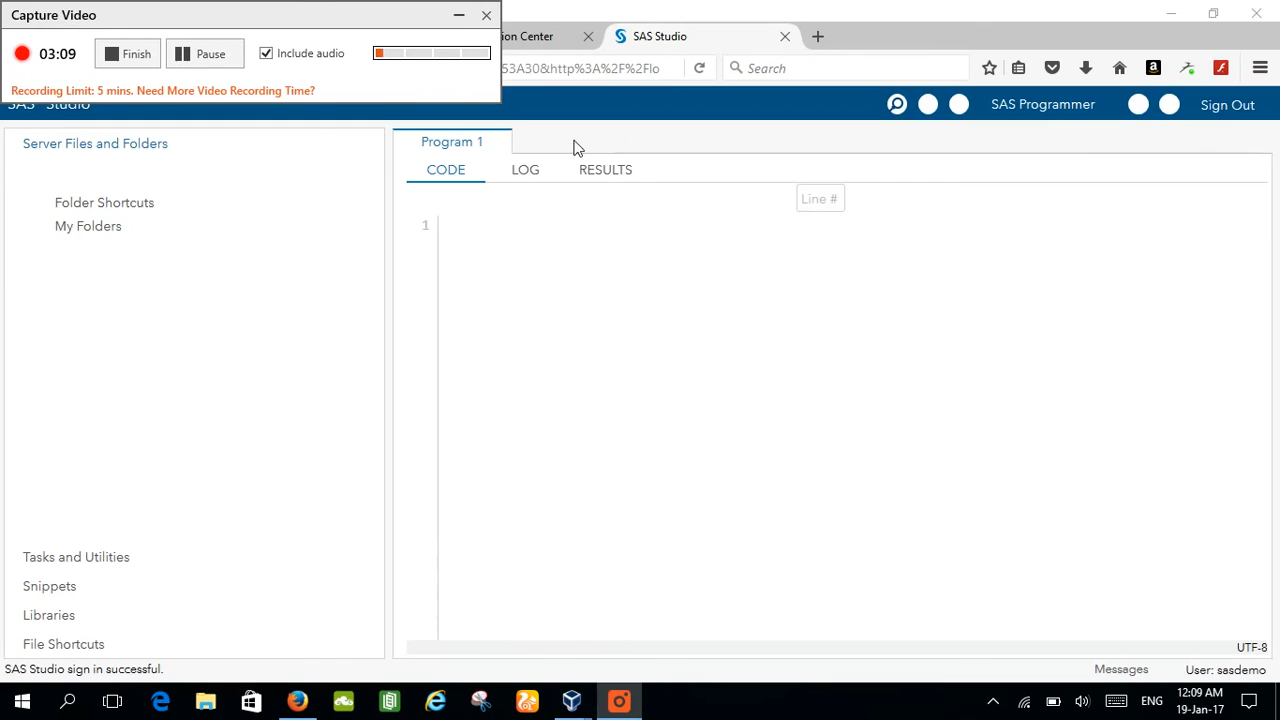 Capture Video
03:09
Finish
Pause
Include audio
Recording Limit: 5 mins. Need More Video Recording Time?
ion Center
SAS Studio
53A30&http%3A%2F%2Flo
Search
SAS® Studio
SAS Programmer
Sign Out
Server Files and Folders
Folder Shortcuts
My Folders
Tasks and Utilities
Snippets
Libraries
File Shortcuts
Program 1
CODE
LOG
RESULTS
Line #
1
UTF-8
SAS Studio sign in successful.
Messages
User: sasdemo
ENG
12:09 AM
19-Jan-17